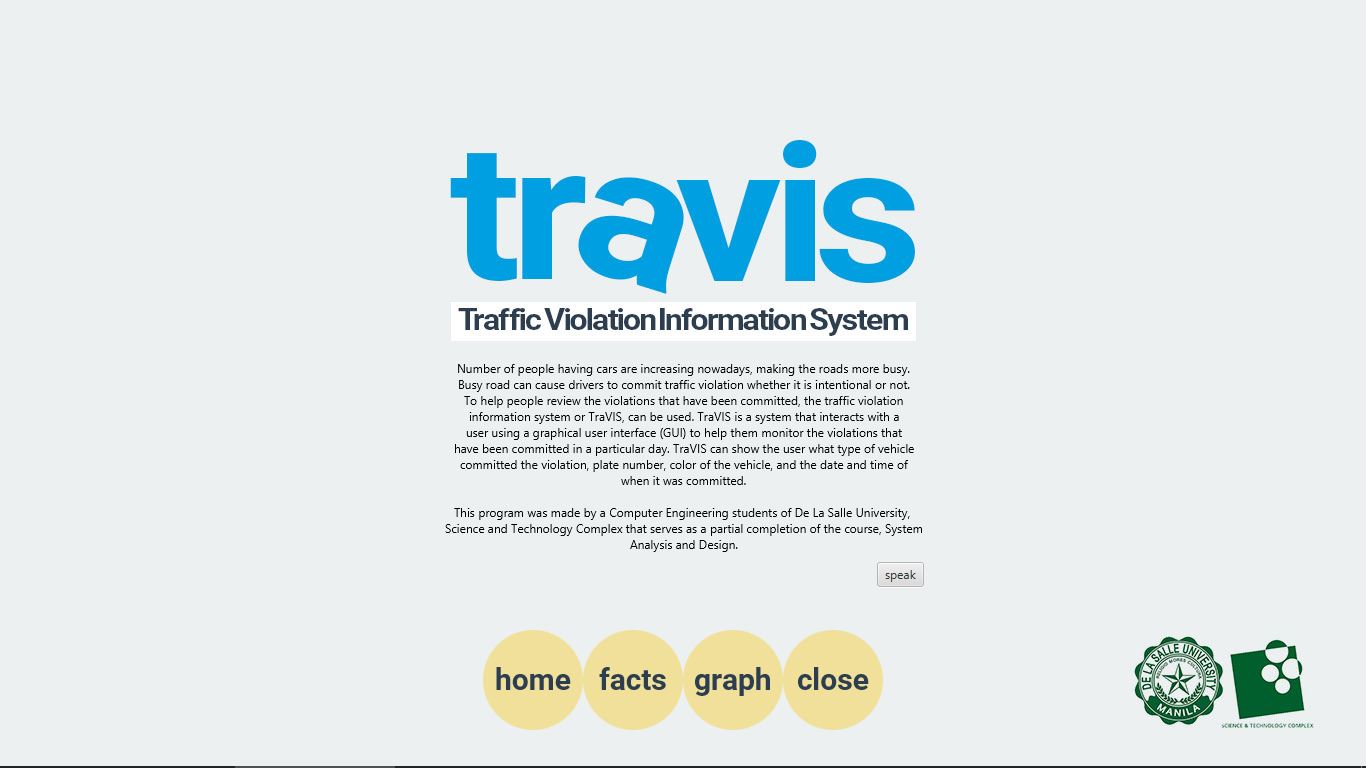 travis
Traffic Violation Information System
Number of people having cars are increasing nowadays, making the roads more busy.
Busy road can cause drivers to commit traffic violation whether it is intentional or not.
To help people review the violations that have been committed, the traffic violation
information system or TraVIS, can be used. TraVIS is a system that interacts with a
user using a graphical user interface (GUI) to help them monitor the violations that
have been committed in a particular day. TraVIS can show the user what type of vehicle
committed the violation, plate number, color of the vehicle, and the date and time of
when it was committed.
This program was made by a Computer Engineering students of De La Salle University,
Science and Technology Complex that serves as a partial completion of the course, System
Analysis and Design.
speak
home
facts
graph
close
DE LA SALLE UNIVERSITY
MANILA
SCIENCE & TECHNOLOGY COMPLEX